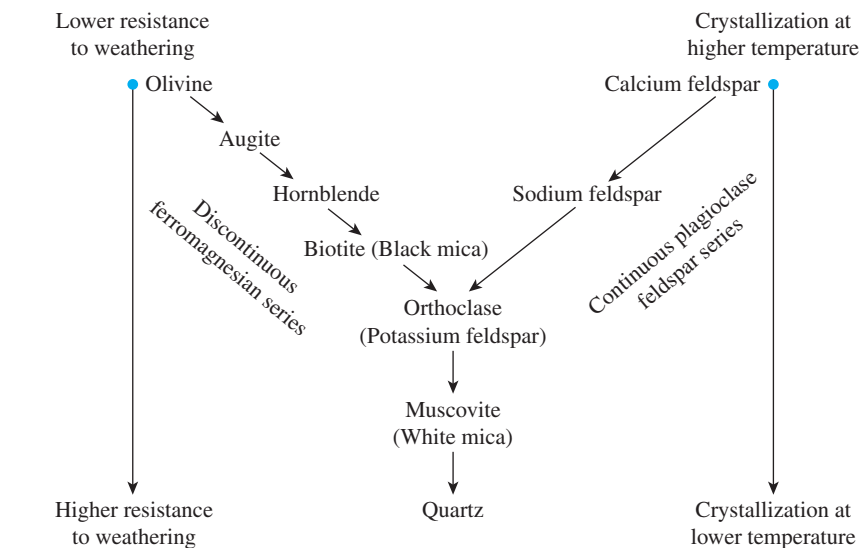 Lower resistance
to weathering
Crystallization at
higher temperature
Olivine
Calcium feldspar
Augite
Hornblende
Sodium feldspar
Discontinuous
ferromagnesian series
Continuous plagioclase
feldspar series
Biotite (Black mica)
Orthoclase
(Potassium feldspar)
Muscovite
(White mica)
Higher resistance
to weathering
Quartz
Crystallization at
lower temperature